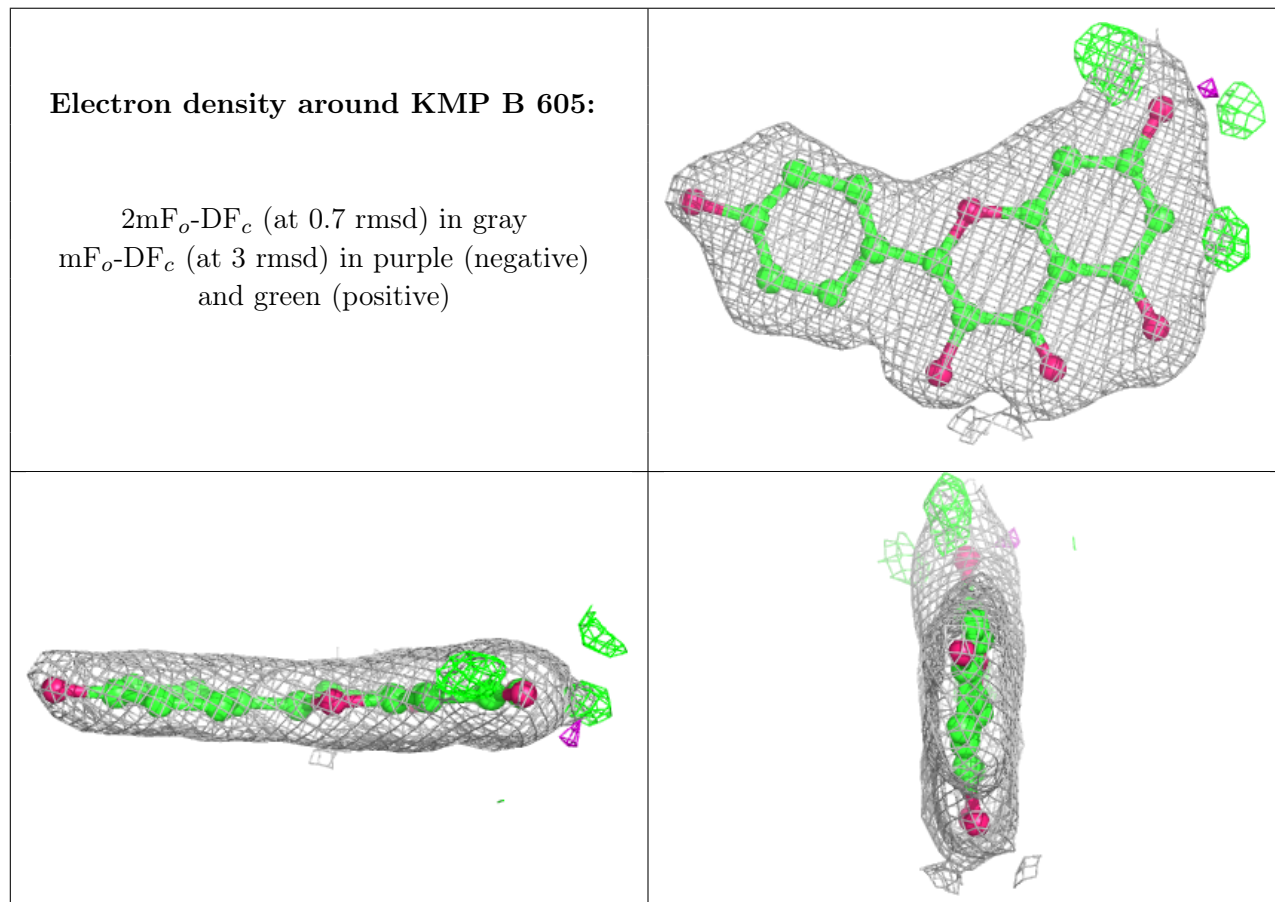 Electron density around KMP B 605:
2mFo-DFc (at 0.7 rmsd) in gray
mFo-DFc (at 3 rmsd) in purple (negative)
and green (positive)